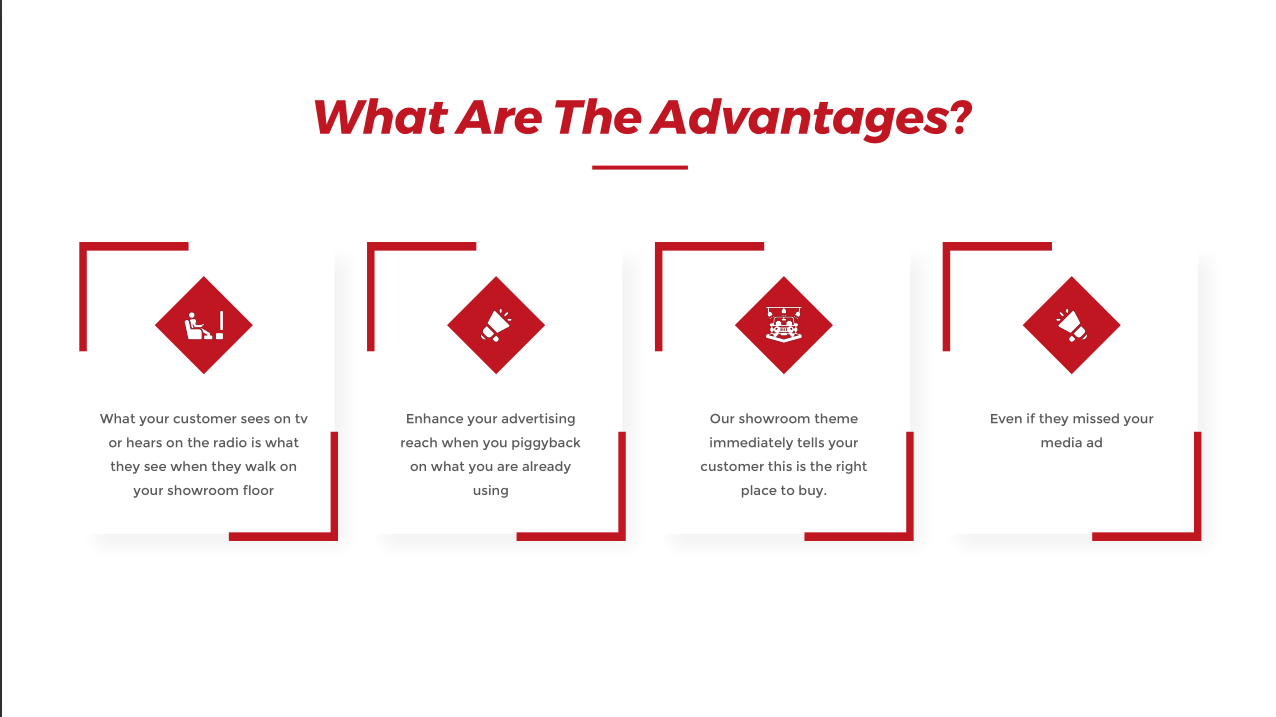 What Are The Advantages?
What your customer sees on tv
or hears on the radio is what
they see when they walk on
your showroom floor
Enhance your advertising
reach when you piggyback
on what you are already
using
Our showroom theme
immediately tells your
customer this is the right
place to buy.
Even if they missed your
media ad